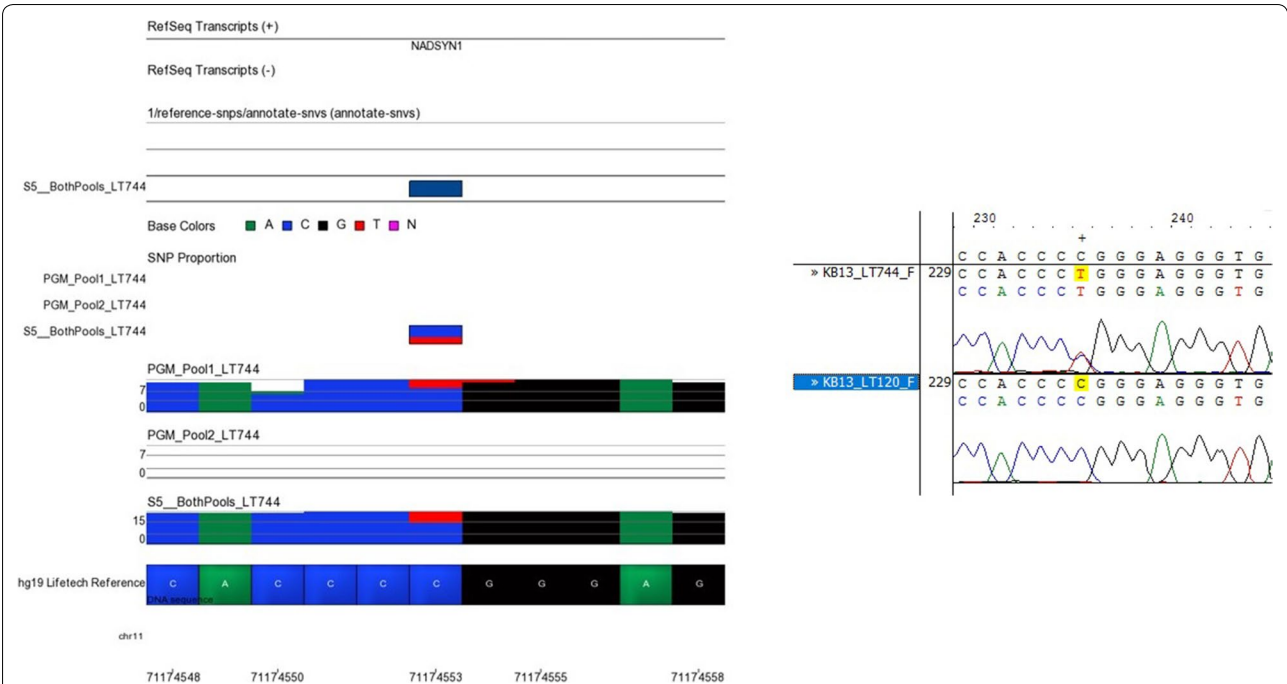 RefSeq Transcripts (+)
NADSYN1
RefSeq Transcripts (-)
1/reference-snps/annotate-snvs (annotate-snvs)
S5__BothPools_LT744
Base Colors A C G T N
SNP Proportion
PGM_Pool1_LT744
PGM_Pool2_LT744
S5__BothPools_LT744
PGM_Pool1_LT744
7
0
PGM_Pool2_LT744
7
0
S5__BothPools_LT744
15
0
hg19 Lifetech Reference C A C C C C G G G A G
DNA sequence
chr11
71174548 71174550 71174553 71174555 71174558
230 240
+
C C A C C C C G G G A G G G T G
» KB13_LT744_F 229 C C A C C C T G G G A G G G T G
C C A C C C T G G G A G G G T G
» KB13_LT120_F 229 C C A C C C C G G G A G G G T G
C C A C C C C G G G A G G G T G